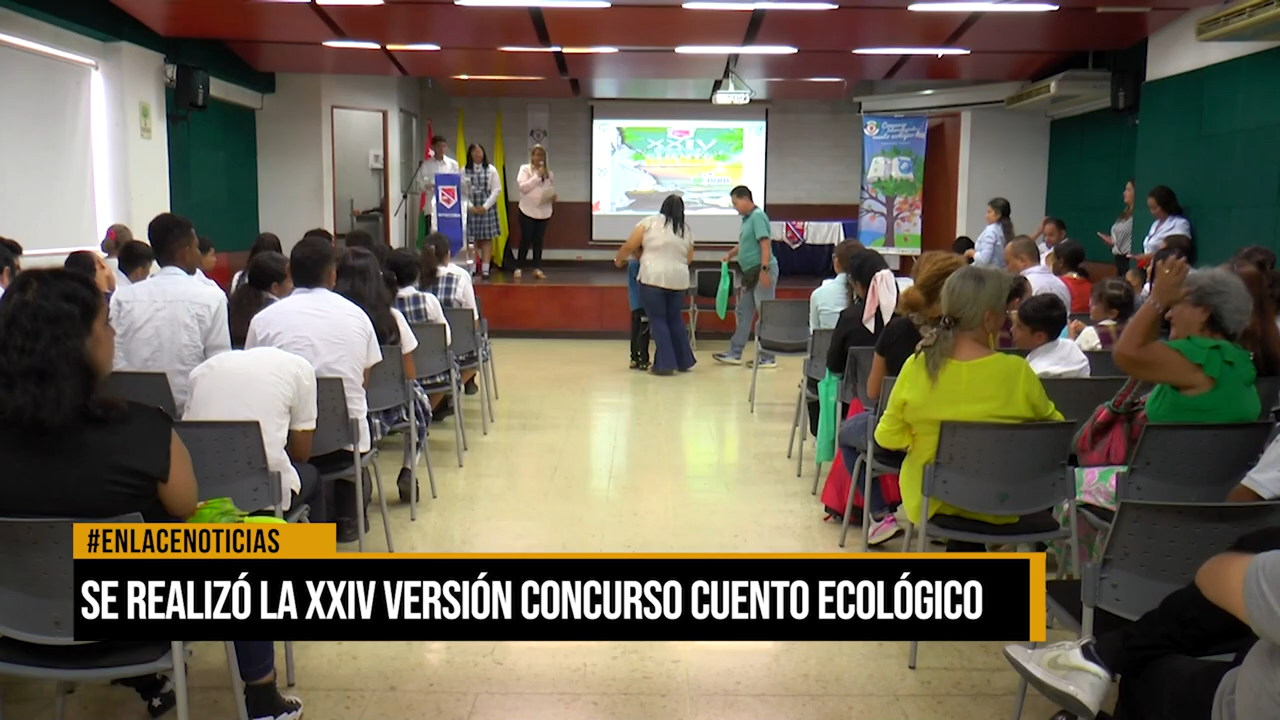 XXIV
#ENLACENOTICIAS
SE REALIZÓ LA XXIV VERSIÓN CONCURSO CUENTO ECOLÓGICO